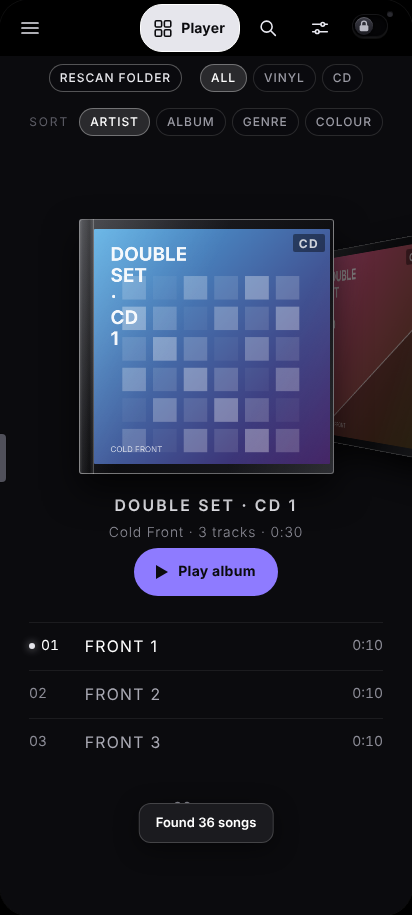 Player
RESCAN FOLDER ALL VINYL CD
SORT ARTIST ALBUM GENRE COLOUR
CD
DOUBLE
SET
·
CD
1
COLD FRONT
DOUBLE SET · CD 1
Cold Front · 3 tracks · 0:30
Play album
01 FRONT 1 0:10
02 FRONT 2 0:10
03 FRONT 3 0:10
Found 36 songs